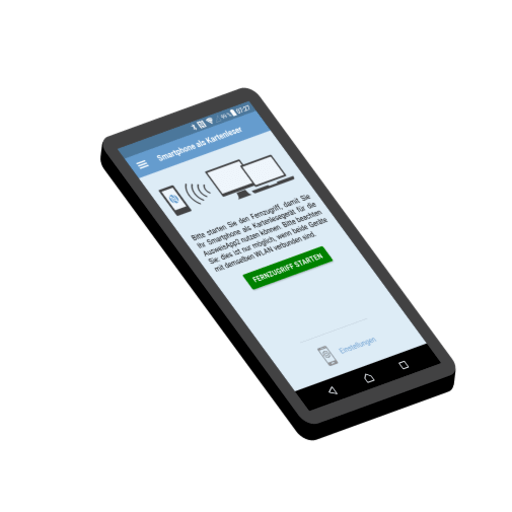 99% 07:27
Smartphone als Kartenleser
Bitte starten Sie den Fernzugriff, damit Sie
Ihr Smartphone als Kartenlesegerät für die
AusweisApp2 nutzen können. Bitte beachten
Sie: dies ist nur möglich, wenn beide Geräte
mit demselben WLAN verbunden sind.
FERNZUGRIFF STARTEN
Einstellungen